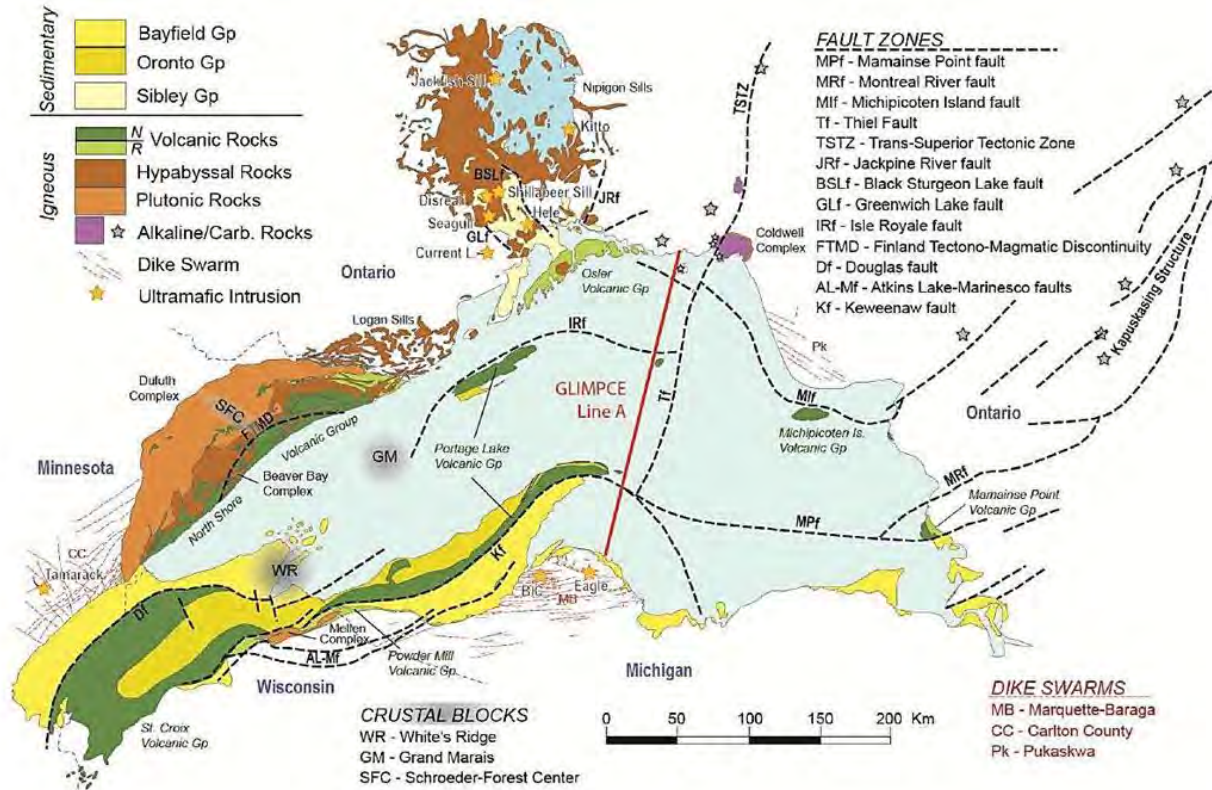 Sedimentary
Bayfield Gp
Oronto Gp
Sibley Gp
Igneous
N
R
Volcanic Rocks
Hypabyssal Rocks
Plutonic Rocks
Alkaline/Carb. Rocks
Dike Swarm
Ultramafic Intrusion
FAULT ZONES
MPf - Mamainse Point fault
MRf - Montreal River fault
MIf - Michipicoten Island fault
Tf - Thiel Fault
TSTZ - Trans-Superior Tectonic Zone
JRf - Jackpine River fault
BSLf - Black Sturgeon Lake fault
GLf - Greenwich Lake fault
IRf - Isle Royale fault
FTMD - Finland Tectono-Magmatic Discontinuity
Df - Douglas fault
AL-Mf - Atkins Lake-Marinesco faults
Kf - Keweenaw fault
Jackfish Sill
Nipigon Sills
Kitto
TSTZ
BSLf
Shillabeer Sill
JRf
Disreali
Seagull
Hele
GLf
Current L.
Coldwell
Complex
Ontario
Osler
Volcanic Gp
Logan Sills
IRf
Pk
Kapuskasing Structure
Duluth
Complex
SFC
FTMD
GLIMPCE
Line A
Tf
MIf
Ontario
Michipicoten Is.
Volcanic Gp
Volcanic Group
GM
Portage Lake
Volcanic Gp
Minnesota
Beaver Bay
Complex
North Shore
MRf
Mamainse Point
Volcanic Gp
MPf
CC
Tamarack
WR
Kf
BIC
Eagle
MB
Df
Mellen
Complex
AL-Mf
Powder Mill
Volcanic Gp
Michigan
Wisconsin
St. Croix
Volcanic Gp
CRUSTAL BLOCKS
WR - White's Ridge
GM - Grand Marais
SFC - Schroeder-Forest Center
0 50 100 150 200 Km
DIKE SWARMS
MB - Marquette-Baraga
CC - Carlton County
Pk - Pukaskwa